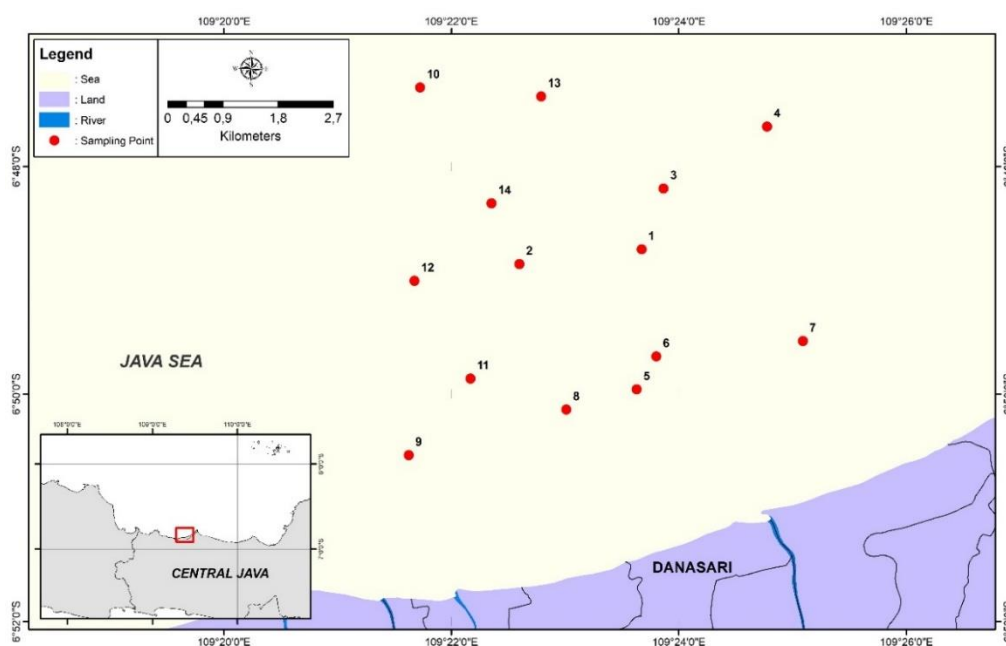 109°20'0"E 109°22'0"E 109°24'0"E 109°26'0"E
Legend
: Sea
: Land
: River
: Sampling Point
N
W E
S
0 0,45 0,9 1,8 2,7
Kilometers
10
13
4
6°48'0"S
3
14
1
2
12
7
6
JAVA SEA
11
5
6°50'0"S
8
9
CENTRAL JAVA
DANASARI
6°52'0"S
109°20'0"E 109°22'0"E 109°24'0"E 109°26'0"E